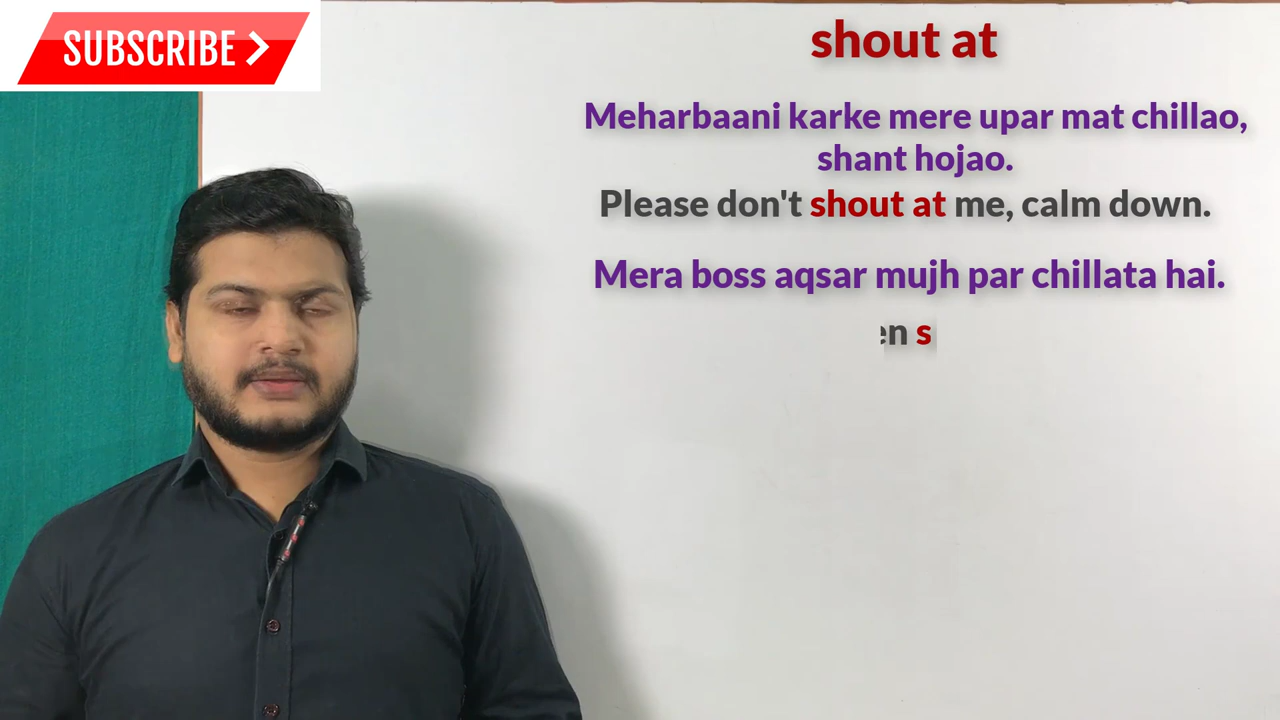 SUBSCRIBE
shout at
Meharbaani karke mere upar mat chillao,
shant hojao.
Please don't shout at me, calm down.
Mera boss aqsar mujh par chillata hai.